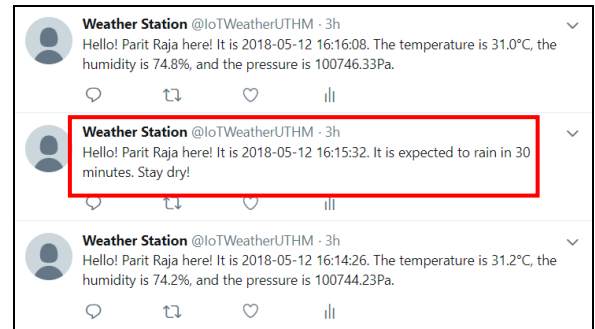 Weather Station @IoTWeatherUTHM · 3h
Hello! Parit Raja here! It is 2018-05-12 16:16:08. The temperature is 31.0°C, the
humidity is 74.8%, and the pressure is 100746.33Pa.
Weather Station @IoTWeatherUTHM · 3h
Hello! Parit Raja here! It is 2018-05-12 16:15:32. It is expected to rain in 30
minutes. Stay dry!
Weather Station @IoTWeatherUTHM · 3h
Hello! Parit Raja here! It is 2018-05-12 16:14:26. The temperature is 31.2°C, the
humidity is 74.2%, and the pressure is 100744.23Pa.